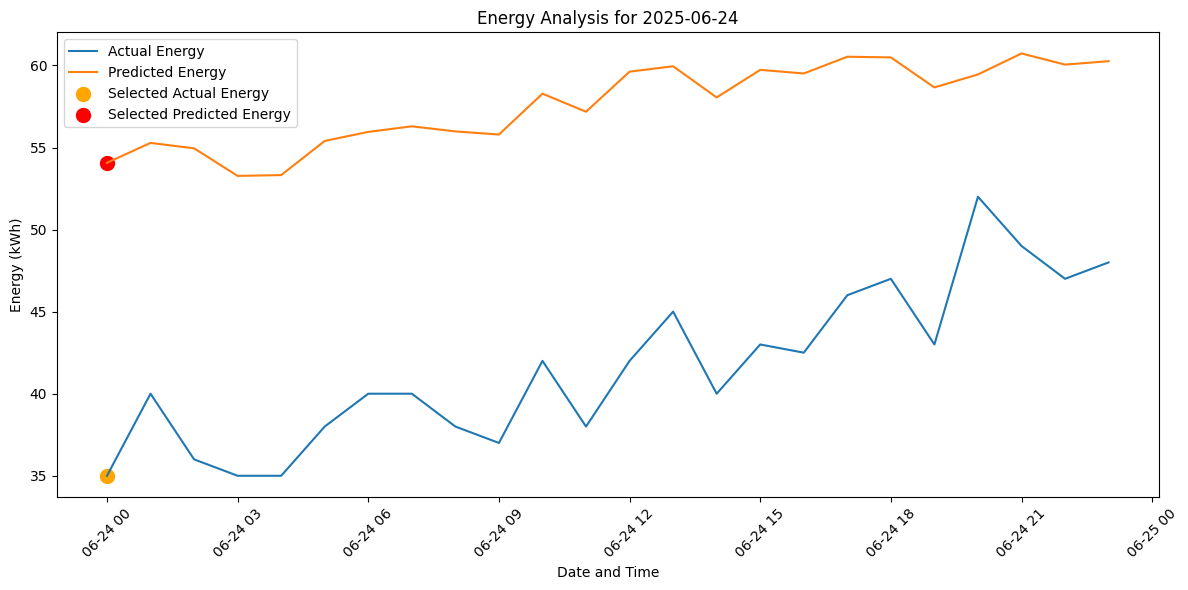 Energy Analysis for 2025-06-24
Actual Energy
Predicted Energy
Selected Actual Energy
Selected Predicted Energy
Energy (kWh)
60
55
50
45
40
35
06-24 00
06-24 03
06-24 06
06-24 09
06-24 12
06-24 15
06-24 18
06-24 21
06-25 00
Date and Time